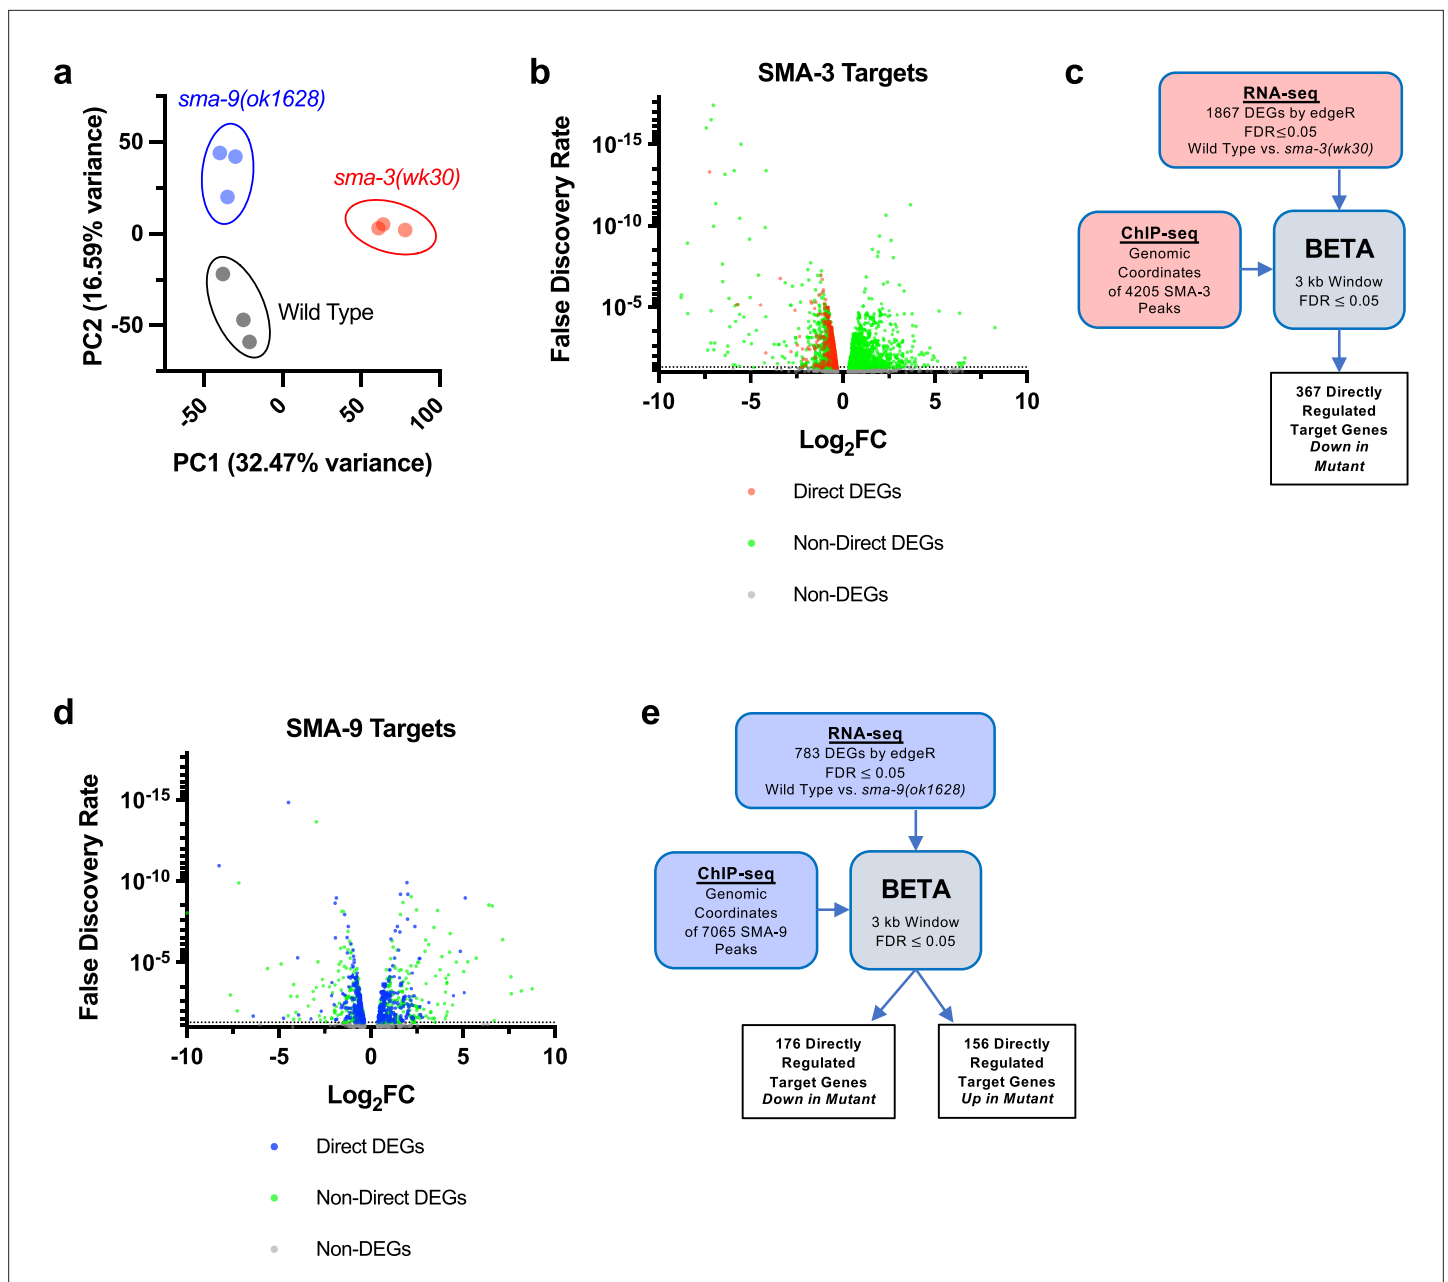 a
sma-9(ok1628)
sma-3(wk30)
Wild Type
PC2 (16.59% variance)
50
0
-50
-50
0
50
100
PC1 (32.47% variance)
b
SMA-3 Targets
False Discovery Rate
10-15
10-10
10-5
-10
-5
0
5
10
Log2FC
Direct DEGs
Non-Direct DEGs
Non-DEGs
c
RNA-seq
1867 DEGs by edgeR
FDR≤0.05
Wild Type vs. sma-3(wk30)
ChIP-seq
Genomic
Coordinates
of 4205 SMA-3
Peaks
BETA
3 kb Window
FDR ≤ 0.05
367 Directly
Regulated
Target Genes
Down in
Mutant
d
SMA-9 Targets
False Discovery Rate
10-15
10-10
10-5
-10
-5
0
5
10
Log2FC
Direct DEGs
Non-Direct DEGs
Non-DEGs
e
RNA-seq
783 DEGs by edgeR
FDR ≤ 0.05
Wild Type vs. sma-9(ok1628)
ChIP-seq
Genomic
Coordinates
of 7065 SMA-9
Peaks
BETA
3 kb Window
FDR ≤ 0.05
176 Directly
Regulated
Target Genes
Down in Mutant
156 Directly
Regulated
Target Genes
Up in Mutant